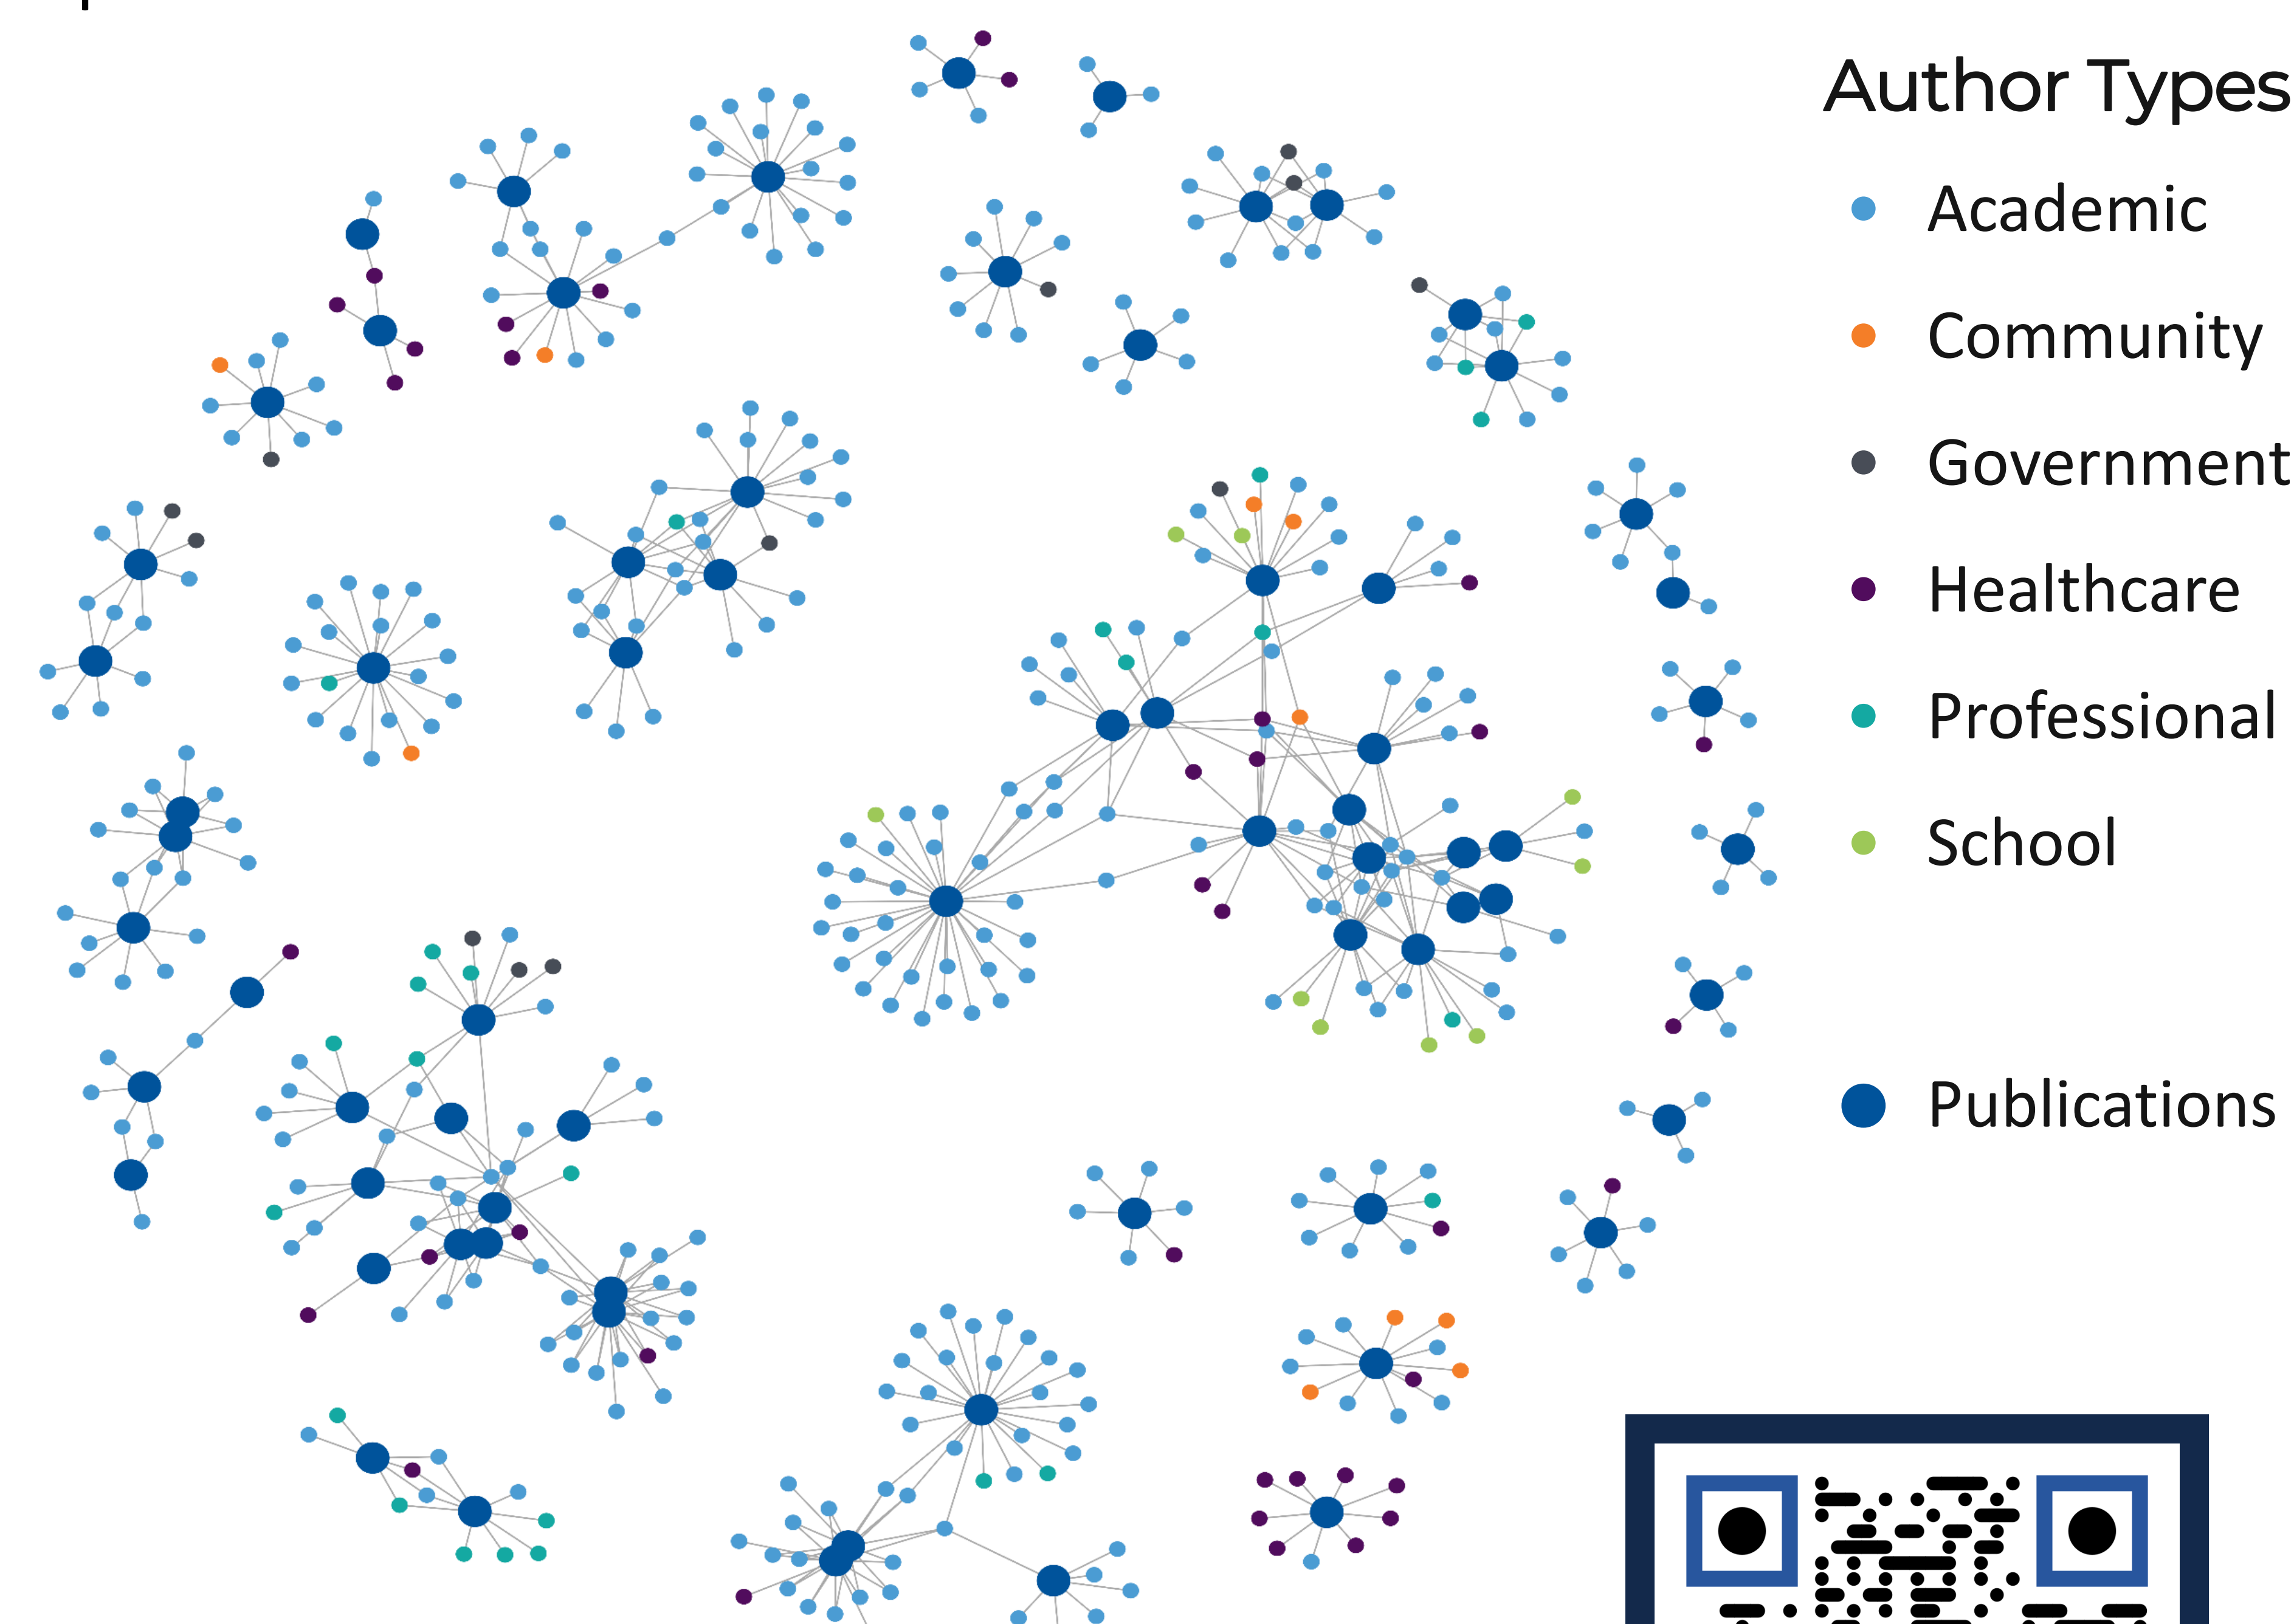 Author Types
Academic
Community
Government
Healthcare
Professional
School
Publications